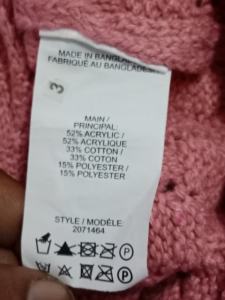 MADE IN BANGLADESH
FABRIQUÉ AU BANGLADESH
3
MAIN /
PRINCIPAL:
52% ACRYLIC /
52% ACRYLIQUE
33% COTTON /
33% COTON
15% POLYESTER /
15% POLYESTER
STYLE / MODÈLE:
2071464